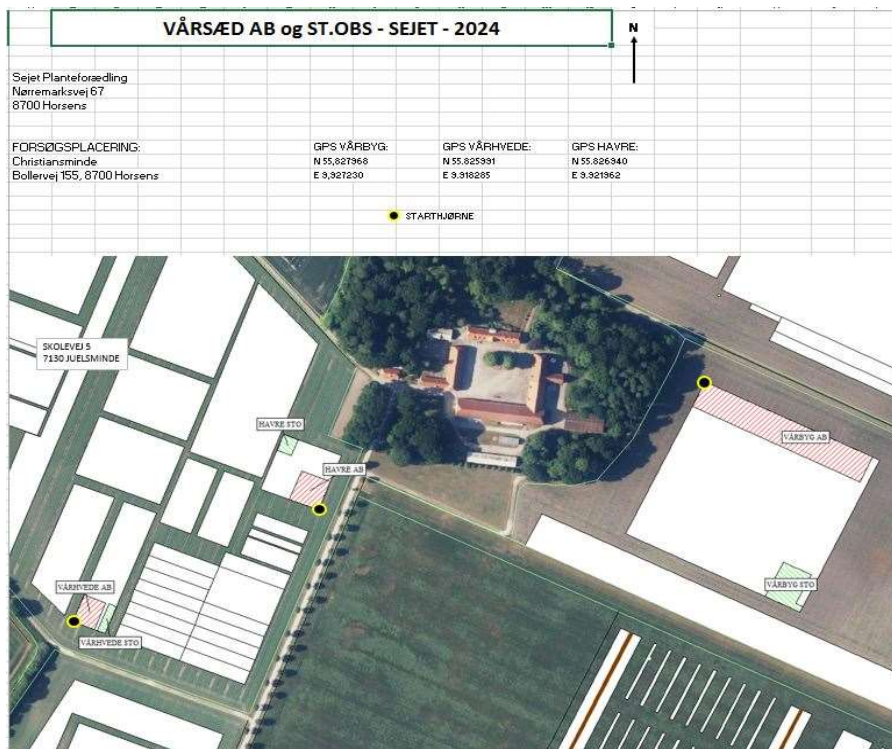 VÅRSÆD AB og ST.OBS - SEJET - 2024
N
Sejet Planteforædling
Nørremarksvej 67
8700 Horsens
FORSØGSPLACERING:
Christiansminde
Bollervej 155, 8700 Horsens
GPS VÅRBYG:
N 55,827968
E 9,927230
GPS VÅRHVEDE:
N 55.825991
E 9.918285
GPS HAVRE:
N 55.826940
E 9.921962
STARTHJØRNE
SKOLEVEJ 5
7130 JUELSMINDE
HAVRE STO
HAVRE AB
VÅRBYG AB
VÅRHVEDE AB
VÅRBYG STO
VÅRHVEDE STO